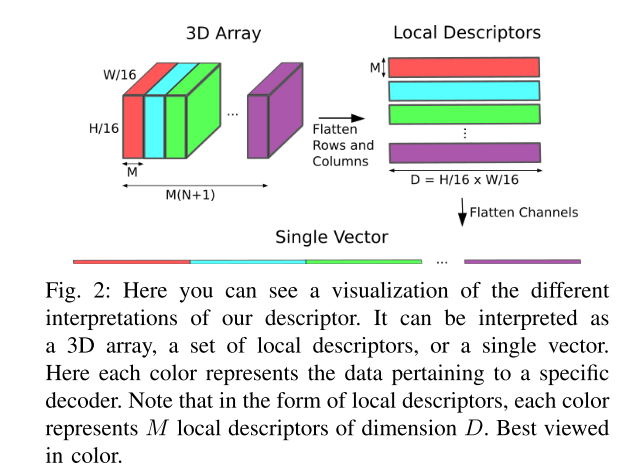 3D Array
Local Descriptors
W/16
H/16
M
M(N+1)
...
Flatten
Rows and
Columns
M
...
D = H/16 x W/16
Flatten Channels
Single Vector
...
Fig. 2: Here you can see a visualization of the different
interpretations of our descriptor. It can be interpreted as
a 3D array, a set of local descriptors, or a single vector.
Here each color represents the data pertaining to a specific
decoder. Note that in the form of local descriptors, each color
represents M local descriptors of dimension D. Best viewed
in color.